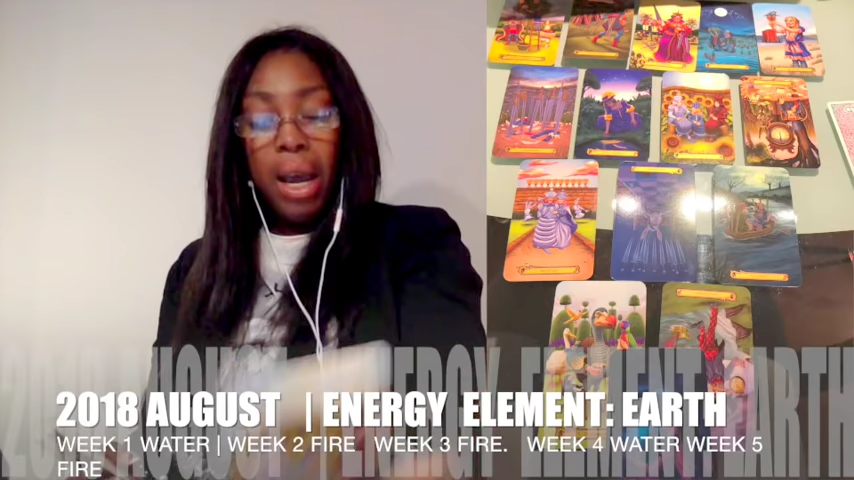 2018 AUGUST | ENERGY ELEMENT: EARTH
WEEK 1 WATER | WEEK 2 FIRE WEEK 3 FIRE. WEEK 4 WATER WEEK 5
FIRE